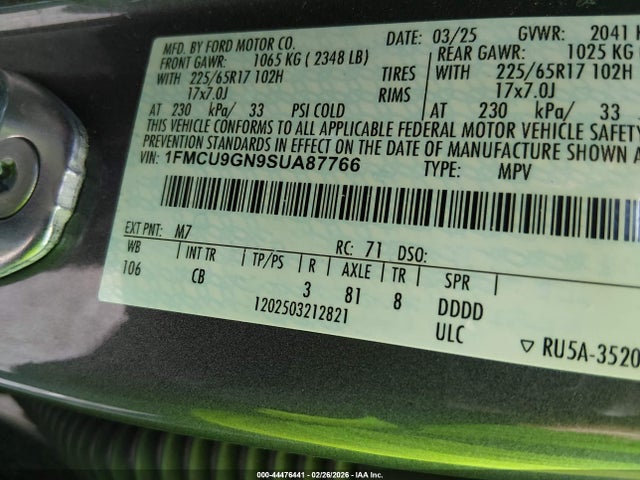 MFD. BY FORD MOTOR CO. DATE: 03/25 GVWR: 2041 K
FRONT GAWR: 1065 KG ( 2348 LB) REAR GAWR: 1025 KG
WITH 225/65R17 102H TIRES WITH 225/65R17 102H
17x7.0J RIMS 17x7.0J
AT 230 kPa/ 33 PSI COLD AT 230 kPa/ 33
THIS VEHICLE CONFORMS TO ALL APPLICABLE FEDERAL MOTOR VEHICLE SAFETY
PREVENTION STANDARDS IN EFFECT ON THE DATE OF MANUFACTURE SHOWN A
VIN: 1FMCU9GN9SUA87766 TYPE: MPV
EXT PNT: M7 RC: 71 DSO:
WB INT TR TP/PS R AXLE TR SPR
106 CB 3 81 8 DDDD
1202503212821 ULC
▽ RU5A-3520
000-44476441 - 02/26/2026 - IAA Inc.